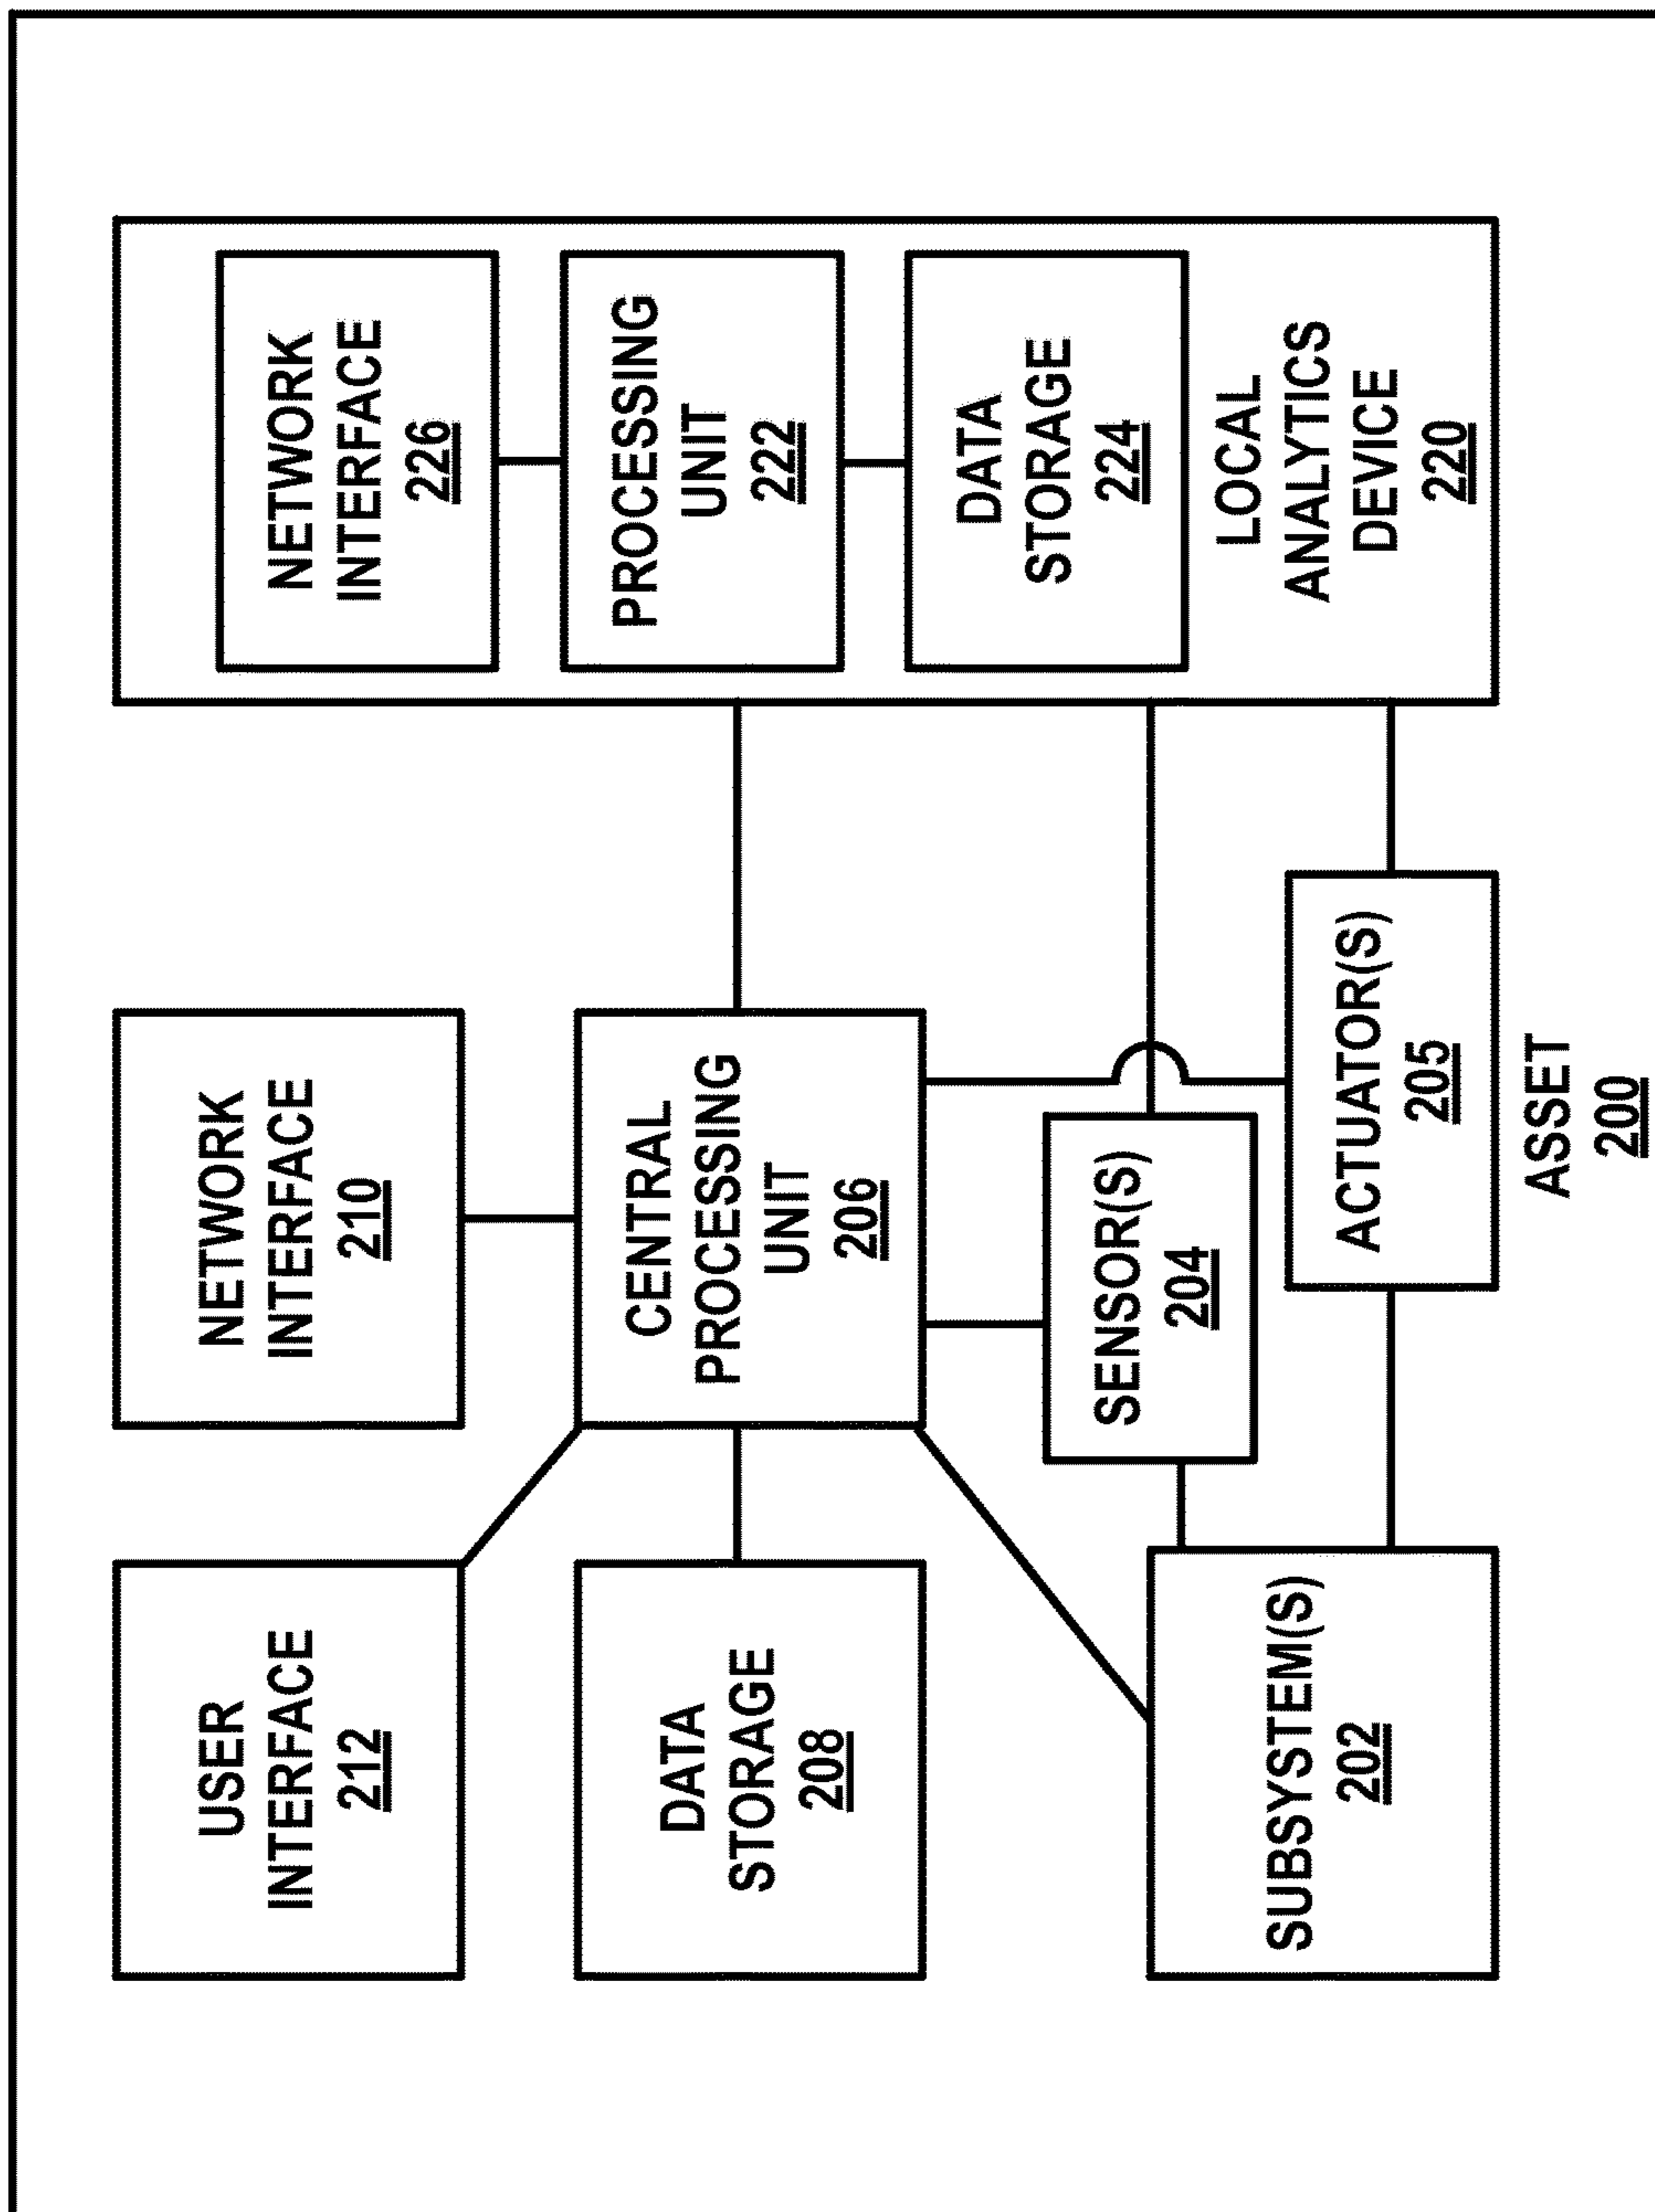 USER
INTERFACE
212
NETWORK
INTERFACE
210
NETWORK
INTERFACE
226
DATA
STORAGE
208
CENTRAL
PROCESSING
UNIT
206
PROCESSING
UNIT
222
DATA
STORAGE
224
SUBSYSTEM(S)
202
SENSOR(S)
204
ACTUATOR(S)
205
LOCAL
ANALYTICS
DEVICE
220
ASSET
200